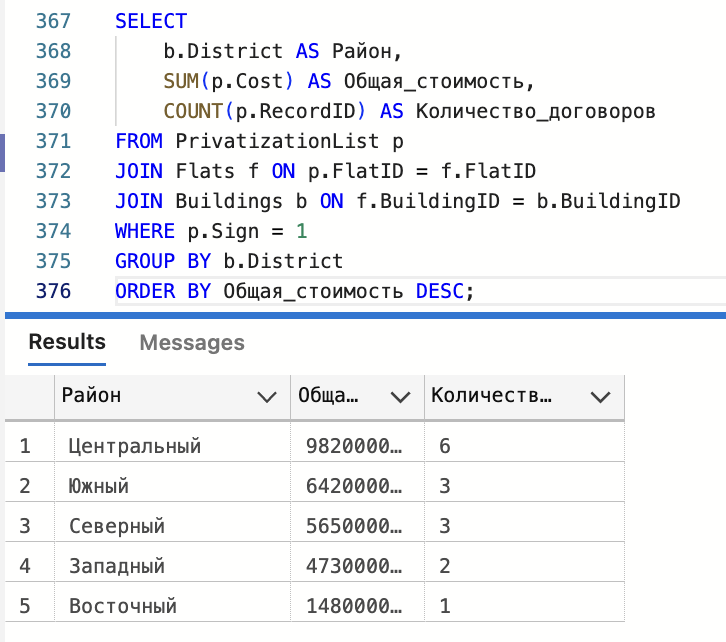 367 SELECT
368 b.District AS Район,
369 SUM(p.Cost) AS Общая_стоимость,
370 COUNT(p.RecordID) AS Количество_договоров
371 FROM PrivatizationList p
372 JOIN Flats f ON p.FlatID = f.FlatID
373 JOIN Buildings b ON f.BuildingID = b.BuildingID
374 WHERE p.Sign = 1
375 GROUP BY b.District
376 ORDER BY Общая_стоимость DESC;
Results Messages
Район Обща… Количеств…
1 Центральный 9820000… 6
2 Южный 6420000… 3
3 Северный 5650000… 3
4 Западный 4730000… 2
5 Восточный 1480000… 1